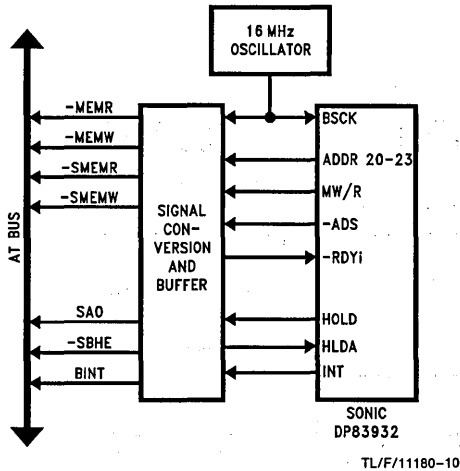 16 MHz
OSCILLATOR
-MEMR
-MEMW
-SMEMR
-SMEMW
SA0
-SBHE
BINT
AT BUS
SIGNAL
CON-
VERSION
AND
BUFFER
BSCK
ADDR 20-23
MW/R
-ADS
-RDYi
HOLD
HLDA
INT
SONIC
DP83932
TL/F/11180-10